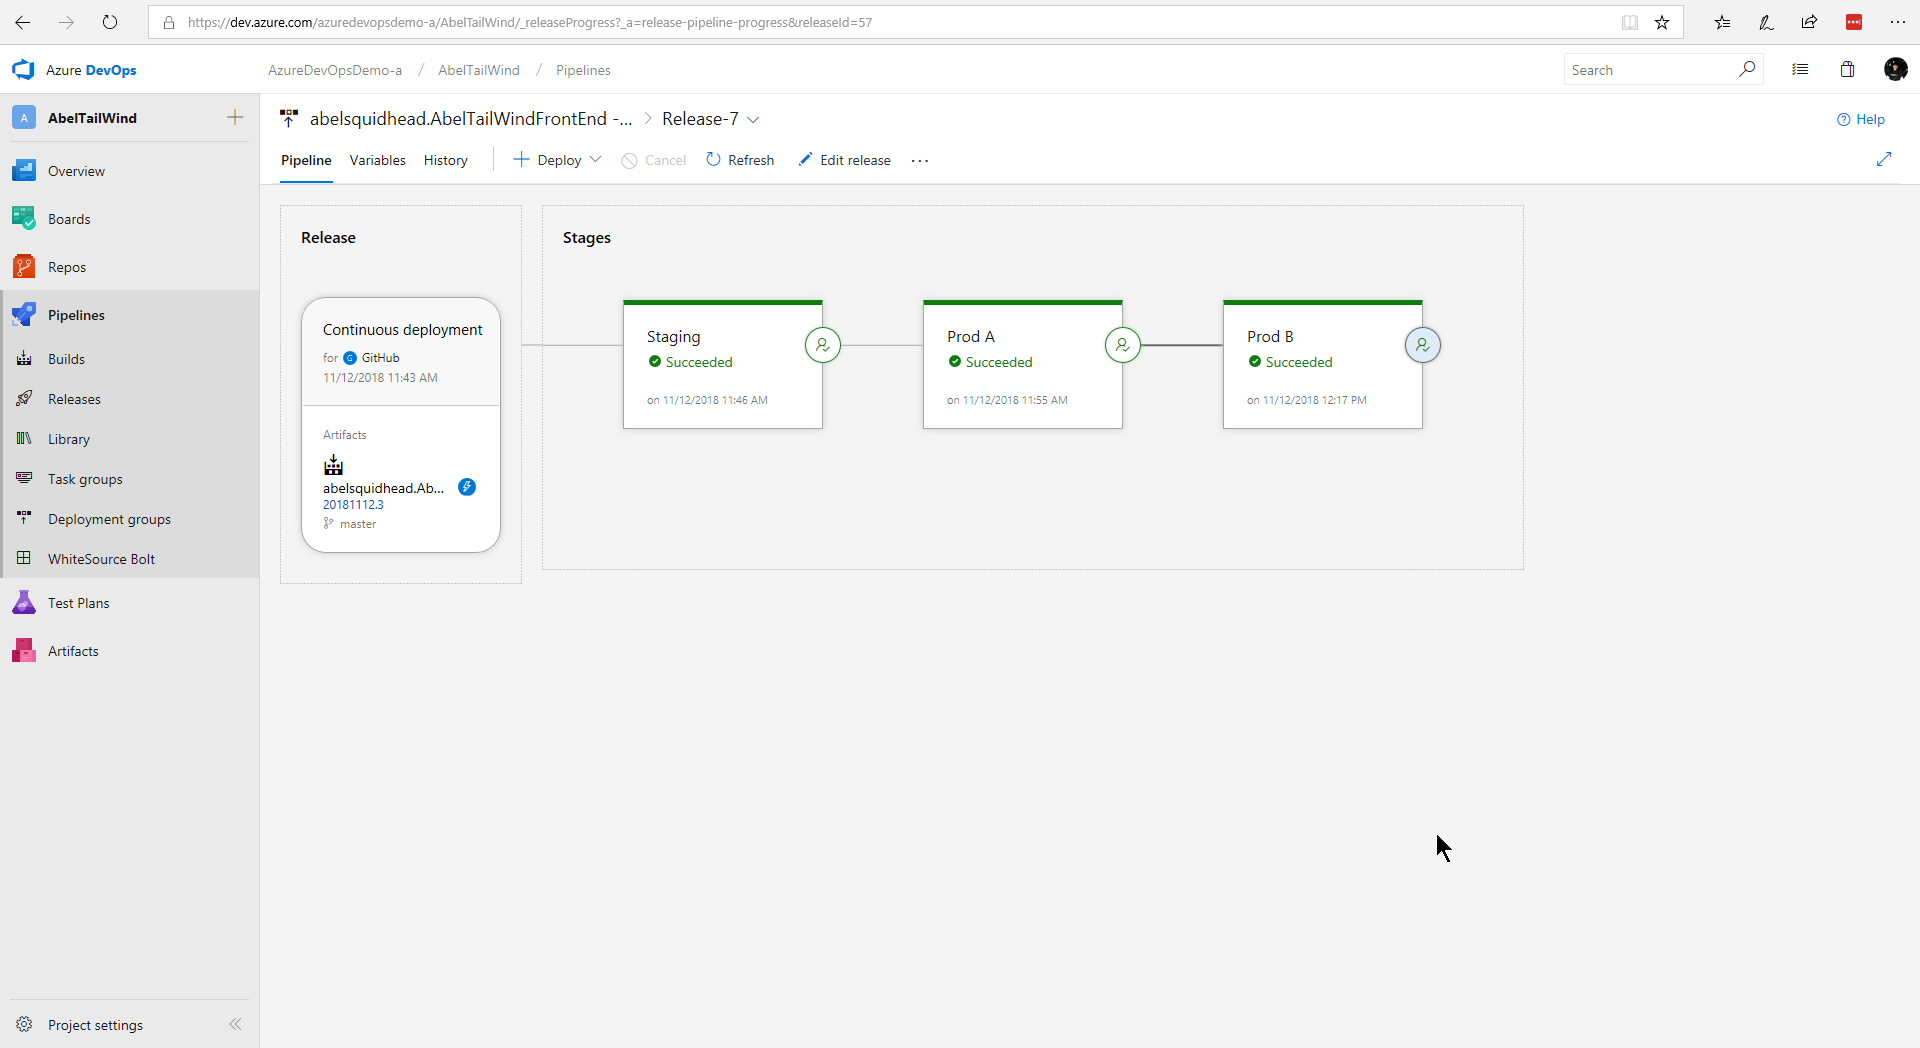 https://dev.azure.com/azuredevopsdemo-a/AbelTailWind/_releaseProgress?_a=release-pipeline-progress&releaseId=57
Azure DevOps
AzureDevOpsDemo-a / AbelTailWind / Pipelines
Search
A AbelTailWind
Overview
Boards
Repos
Pipelines
Builds
Releases
Library
Task groups
Deployment groups
WhiteSource Bolt
Test Plans
Artifacts
Project settings
abelsquidhead.AbelTailWindFrontEnd -... > Release-7
Help
Pipeline Variables History Deploy Cancel Refresh Edit release ...
Release
Continuous deployment
for G GitHub
11/12/2018 11:43 AM
Artifacts
abelsquidhead.Ab...
20181112.3
master
Stages
Staging
Succeeded
on 11/12/2018 11:46 AM
Prod A
Succeeded
on 11/12/2018 11:55 AM
Prod B
Succeeded
on 11/12/2018 12:17 PM